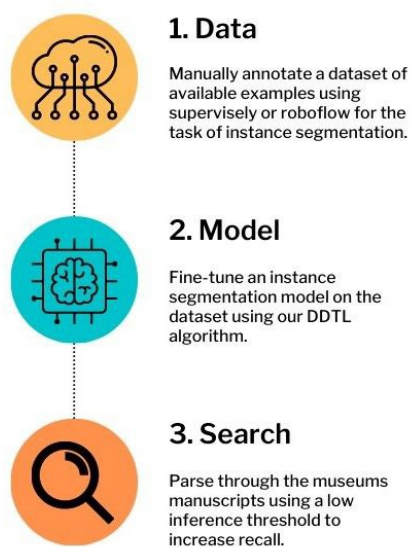 1. Data
Manually annotate a dataset of
available examples using
supervisely or roboflow for the
task of instance segmentation.
2. Model
Fine-tune an instance
segmentation model on the
dataset using our DDTL
algorithm.
3. Search
Parse through the museums
manuscripts using a low
inference threshold to
increase recall.